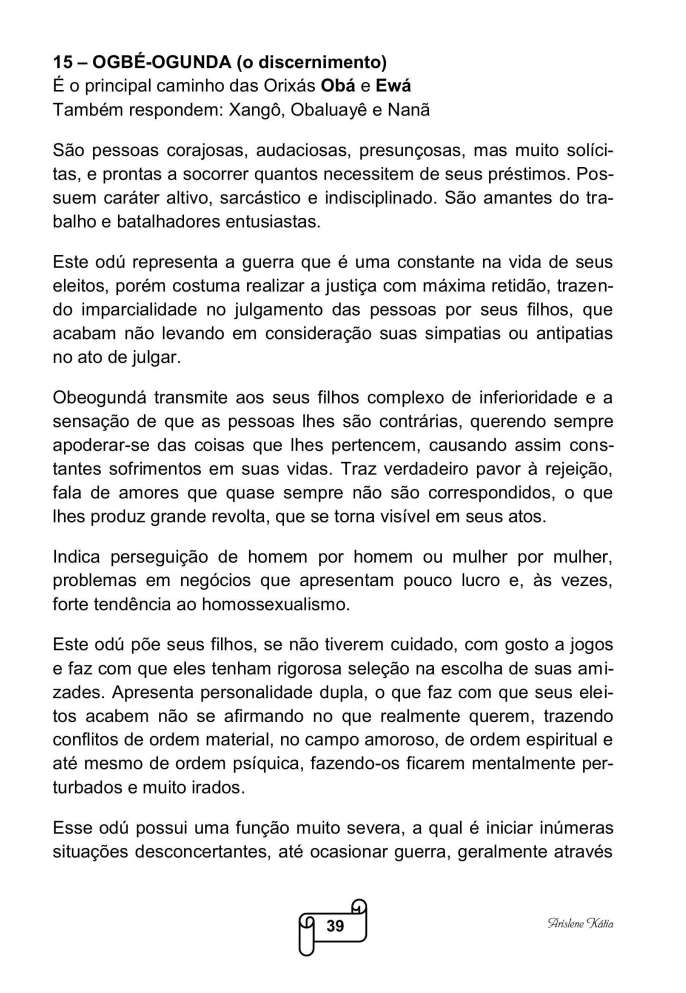 15 – OGBÉ-OGUNDA (o discernimento)
É o principal caminho das Orixás Obá e Ewá
Também respondem: Xangô, Obaluayê e Nanã
São pessoas corajosas, audaciosas, presunçosas, mas muito solíci-
tas, e prontas a socorrer quantos necessitem de seus préstimos. Pos-
suem caráter altivo, sarcástico e indisciplinado. São amantes do tra-
balho e batalhadores entusiastas.
Este odú representa a guerra que é uma constante na vida de seus
eleitos, porém costuma realizar a justiça com máxima retidão, trazen-
do imparcialidade no julgamento das pessoas por seus filhos, que
acabam não levando em consideração suas simpatias ou antipatias
no ato de julgar.
Obeogundá transmite aos seus filhos complexo de inferioridade e a
sensação de que as pessoas lhes são contrárias, querendo sempre
apoderar-se das coisas que lhes pertencem, causando assim cons-
tantes sofrimentos em suas vidas. Traz verdadeiro pavor à rejeição,
fala de amores que quase sempre não são correspondidos, o que
lhes produz grande revolta, que se torna visível em seus atos.
Indica perseguição de homem por homem ou mulher por mulher,
problemas em negócios que apresentam pouco lucro e, às vezes,
forte tendência ao homossexualismo.
Este odú põe seus filhos, se não tiverem cuidado, com gosto a jogos
e faz com que eles tenham rigorosa seleção na escolha de suas ami-
zades. Apresenta personalidade dupla, o que faz com que seus elei-
tos acabem não se afirmando no que realmente querem, trazendo
conflitos de ordem material, no campo amoroso, de ordem espiritual e
até mesmo de ordem psíquica, fazendo-os ficarem mentalmente per-
turbados e muito irados.
Esse odú possui uma função muito severa, a qual é iniciar inúmeras
situações desconcertantes, até ocasionar guerra, geralmente através
39
Arislene Kátia